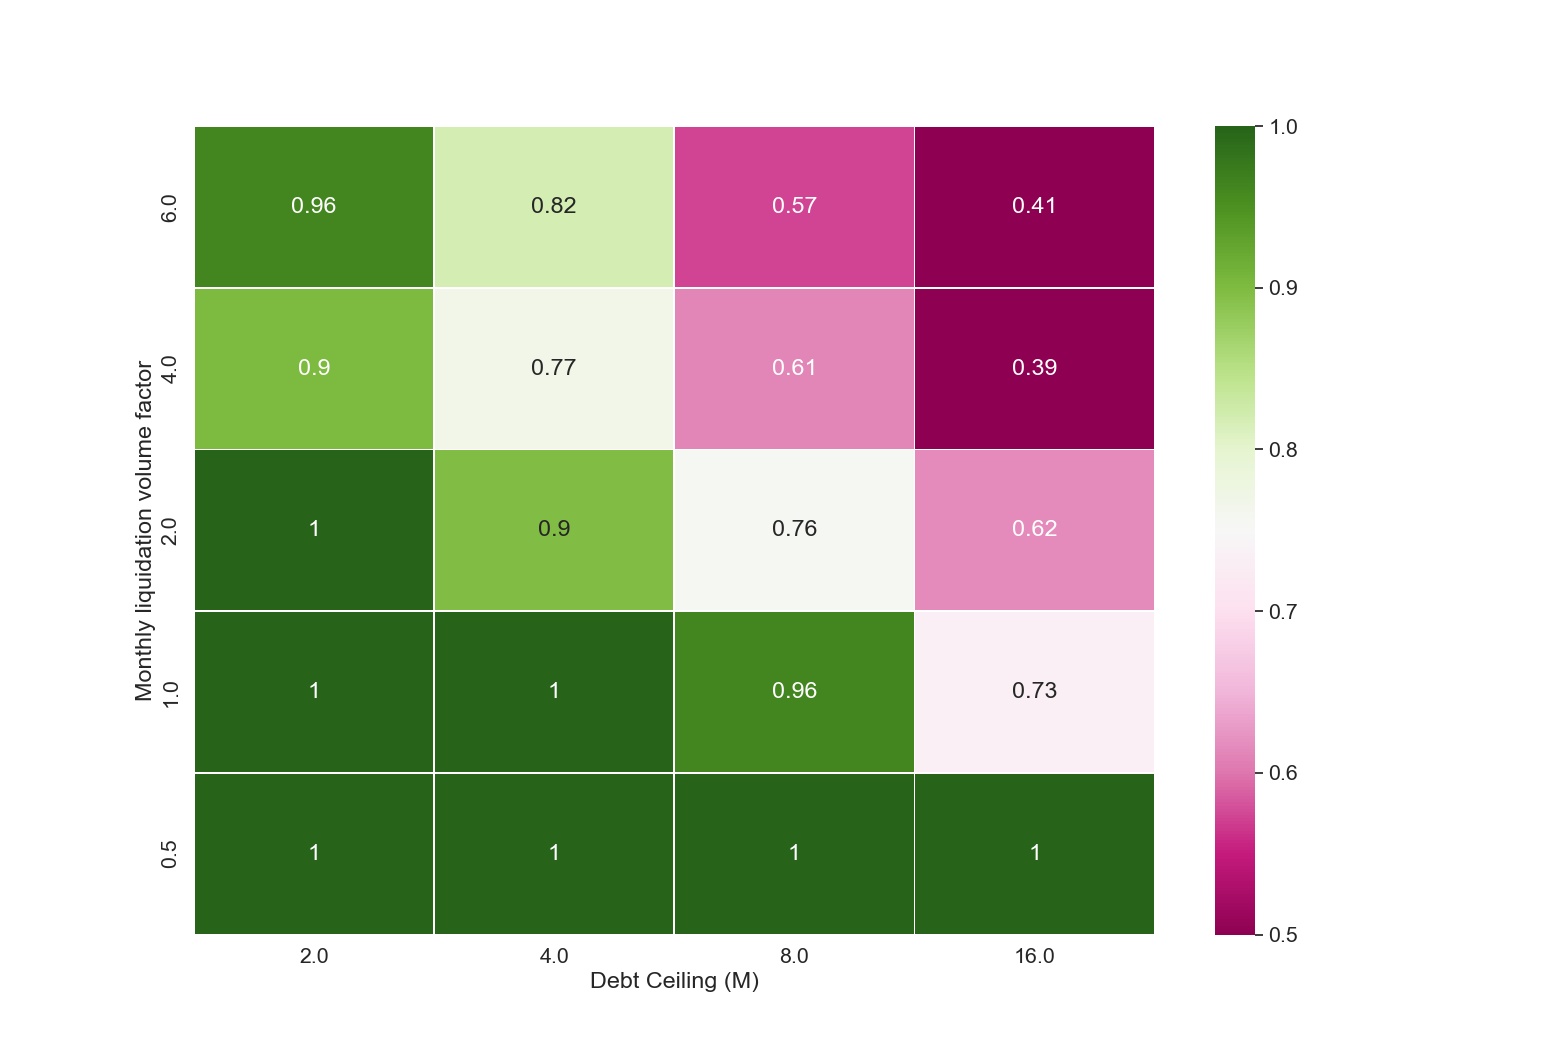 1.0
6.0 0.96 0.82 0.57 0.41
0.9
4.0 0.9 0.77 0.61 0.39
0.8
Monthly liquidation volume factor
2.0 1 0.9 0.76 0.62
0.7
1.0 1 1 0.96 0.73
0.6
0.5 1 1 1 1
0.5
2.0 4.0 8.0 16.0
Debt Ceiling (M)